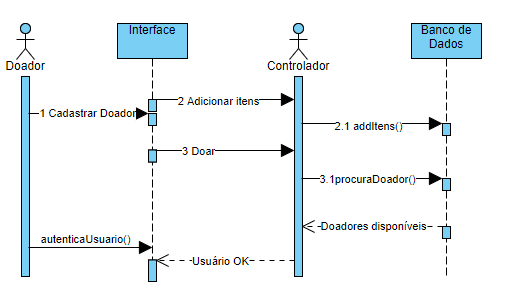 Interface
Banco de
Dados
Doador
Controlador
2 Adicionar itens
1 Cadastrar Doador
2.1 addItens()
3 Doar
3.1procuraDoador()
Doadores disponíveis
autenticaUsuario()
Usuário OK